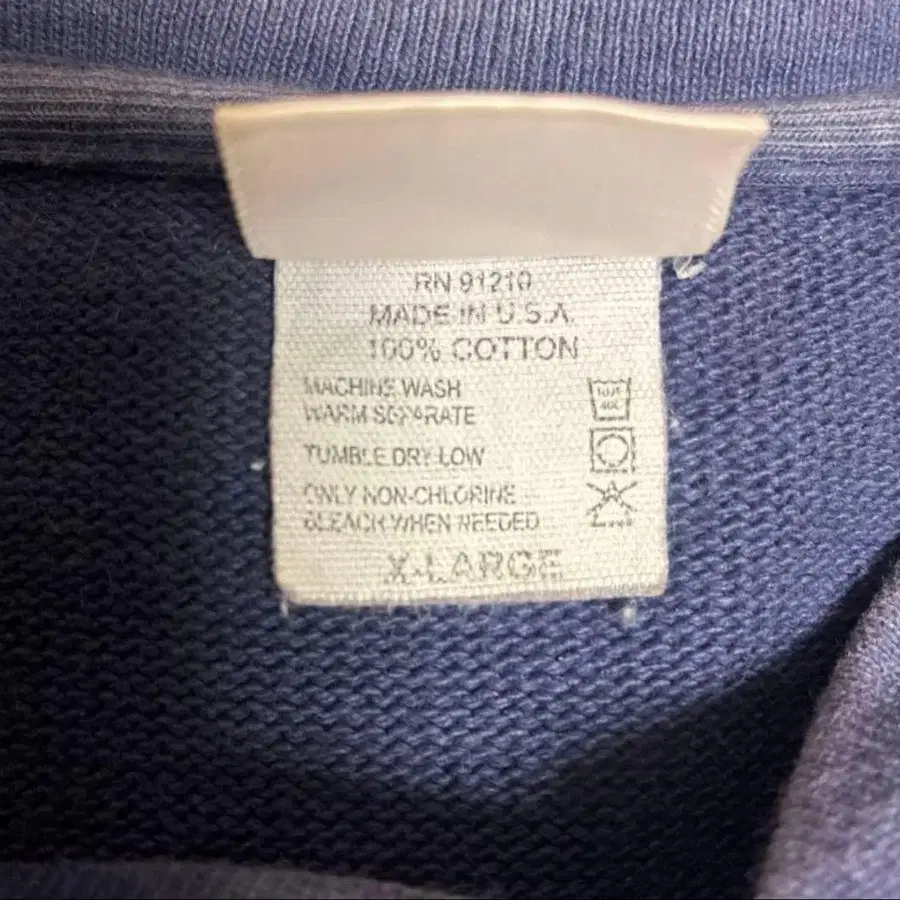 RN 91210
MADE IN U.S.A.
100% COTTON
MACHINE WASH
WARM SEPARATE
TUMBLE DRY LOW
ONLY NON-CHLORINE
BLEACH WHEN NEEDED
X-LARGE